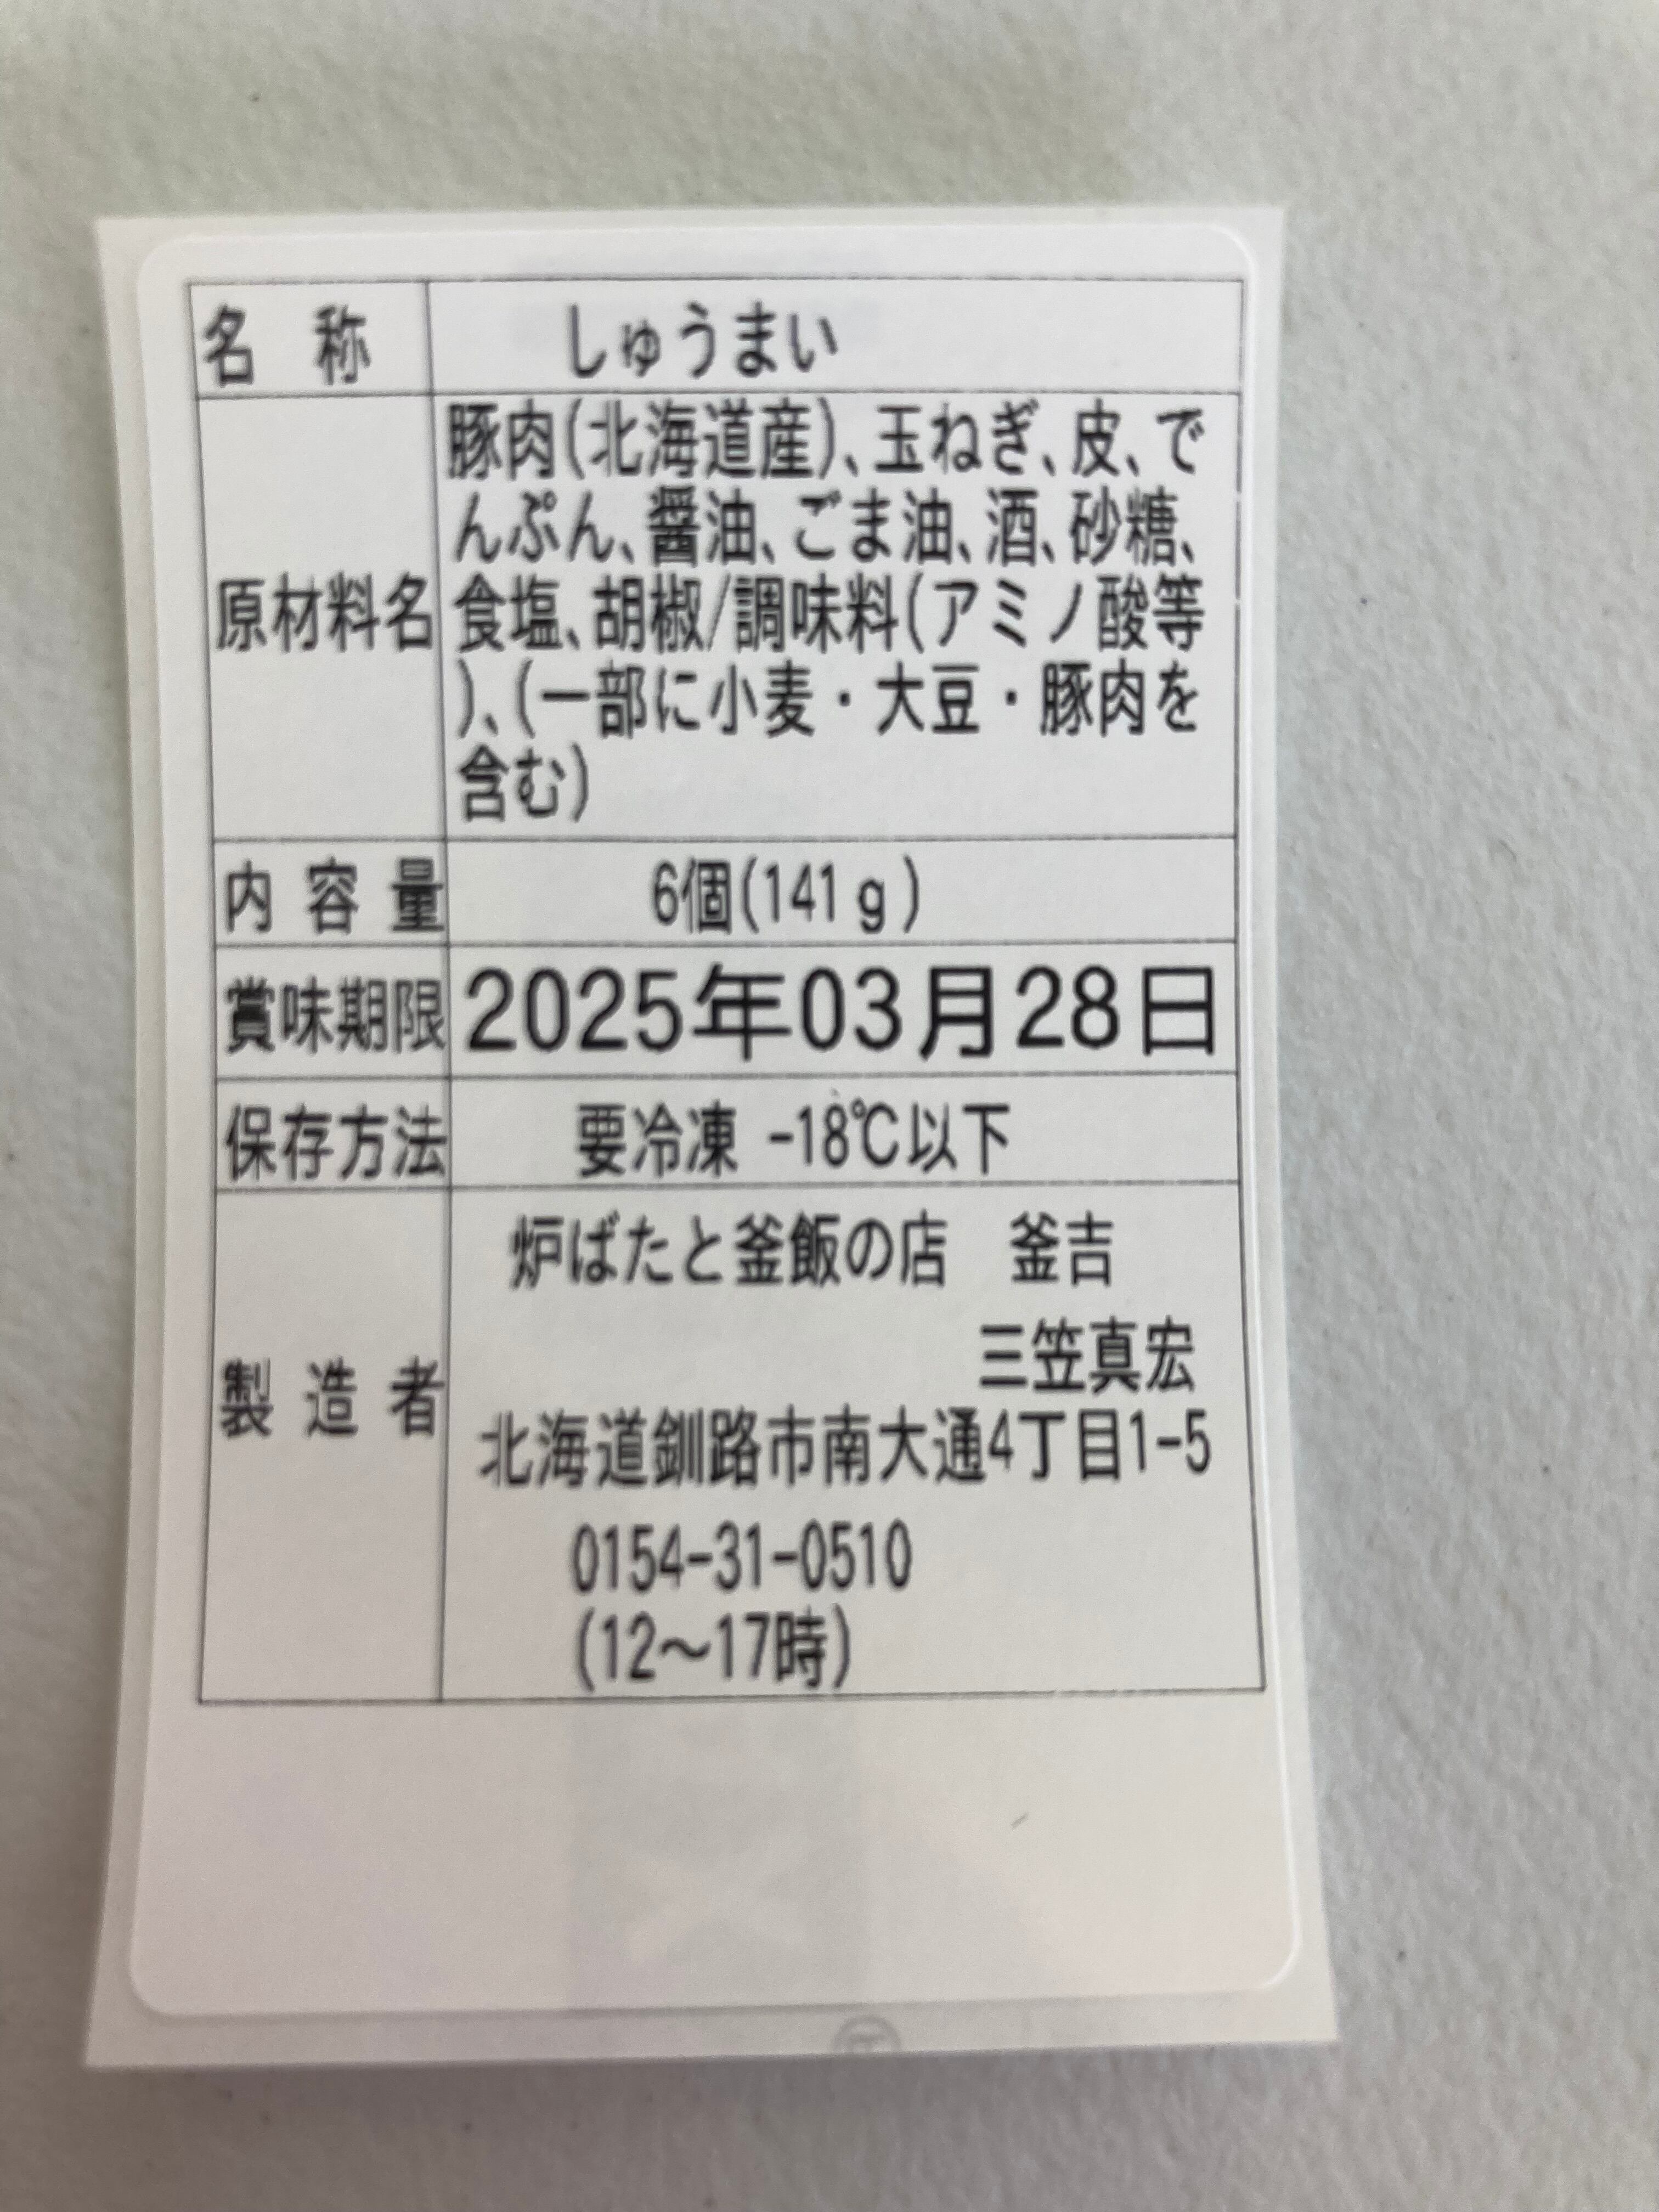 名　称　しゅうまい
原材料名
豚肉(北海道産)、玉ねぎ、皮、で
んぷん、醤油、ごま油、酒、砂糖、
食塩、胡椒/調味料(アミノ酸等
)、(一部に小麦・大豆・豚肉を
含む)
内 容 量　6個(141ｇ)
賞味期限　2025年03月28日
保存方法　要冷凍 -18℃以下
製 造 者
炉ばたと釜飯の店　釜吉
三笠真宏
北海道釧路市南大通4丁目1-5
0154-31-0510
(12～17時)